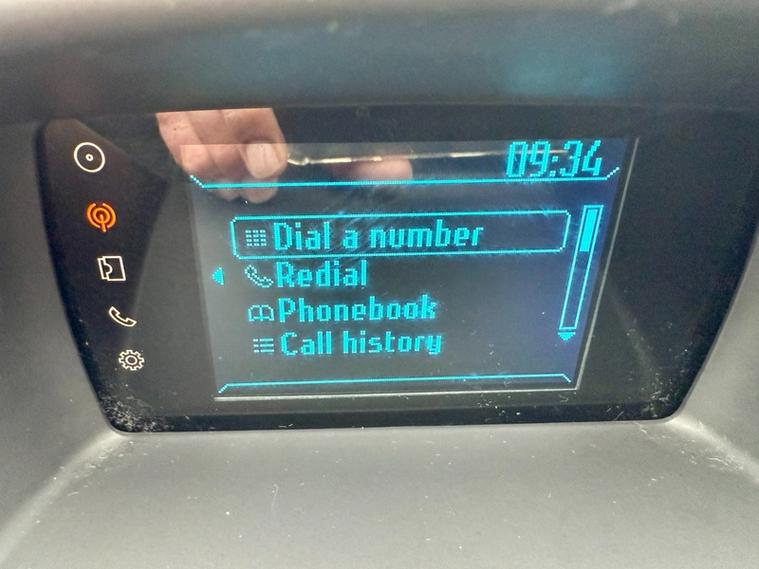 09:34
Dial a number
Redial
Phonebook
Call history